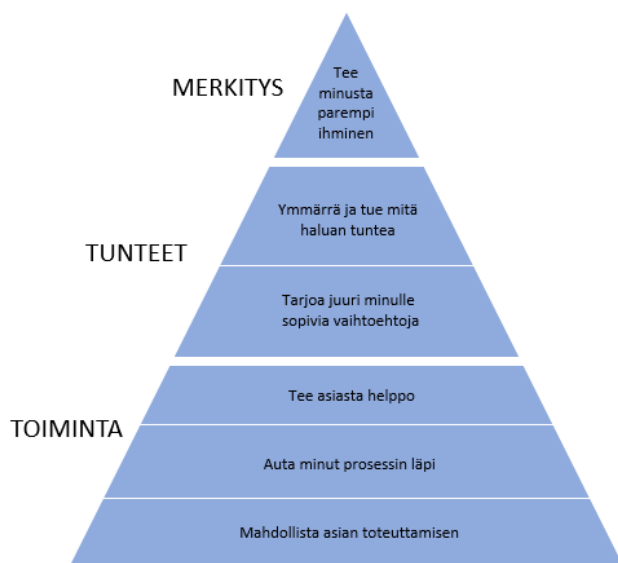 MERKITYS
Tee
minusta
parempi
ihminen
TUNTEET
Ymmärrä ja tue mitä
haluan tuntea
Tarjoa juuri minulle
sopivia vaihtoehtoja
TOIMINTA
Tee asiasta helppo
Auta minut prosessin läpi
Mahdollista asian toteuttamisen